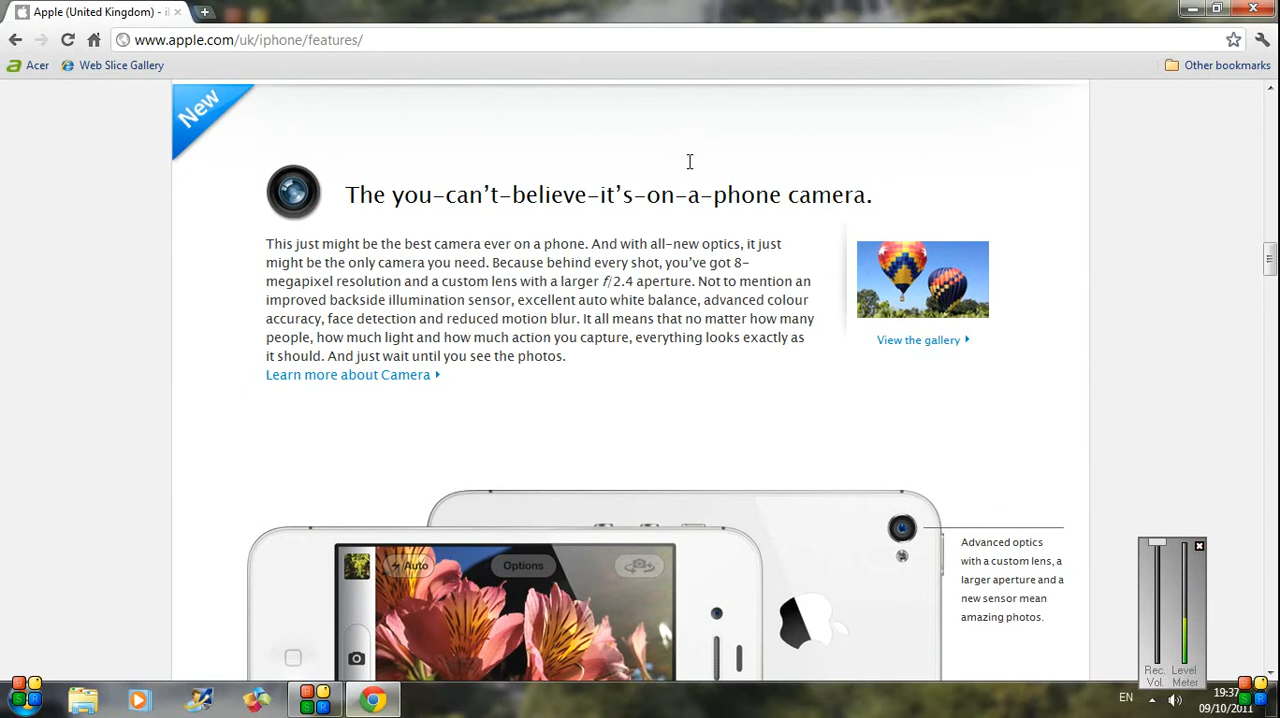 Apple (United Kingdom) - i
www.apple.com/uk/iphone/features/
Acer
Web Slice Gallery
Other bookmarks
New
The you-can't-believe-it's-on-a-phone camera.
This just might be the best camera ever on a phone. And with all-new optics, it just
might be the only camera you need. Because behind every shot, you've got 8-
megapixel resolution and a custom lens with a larger f/2.4 aperture. Not to mention an
improved backside illumination sensor, excellent auto white balance, advanced colour
accuracy, face detection and reduced motion blur. It all means that no matter how many
people, how much light and how much action you capture, everything looks exactly as
it should. And just wait until you see the photos.
Learn more about Camera
View the gallery
Auto
Options
Advanced optics
with a custom lens, a
larger aperture and a
new sensor mean
amazing photos.
Rec. Level
Vol. Meter
EN
19:37
09/10/2011